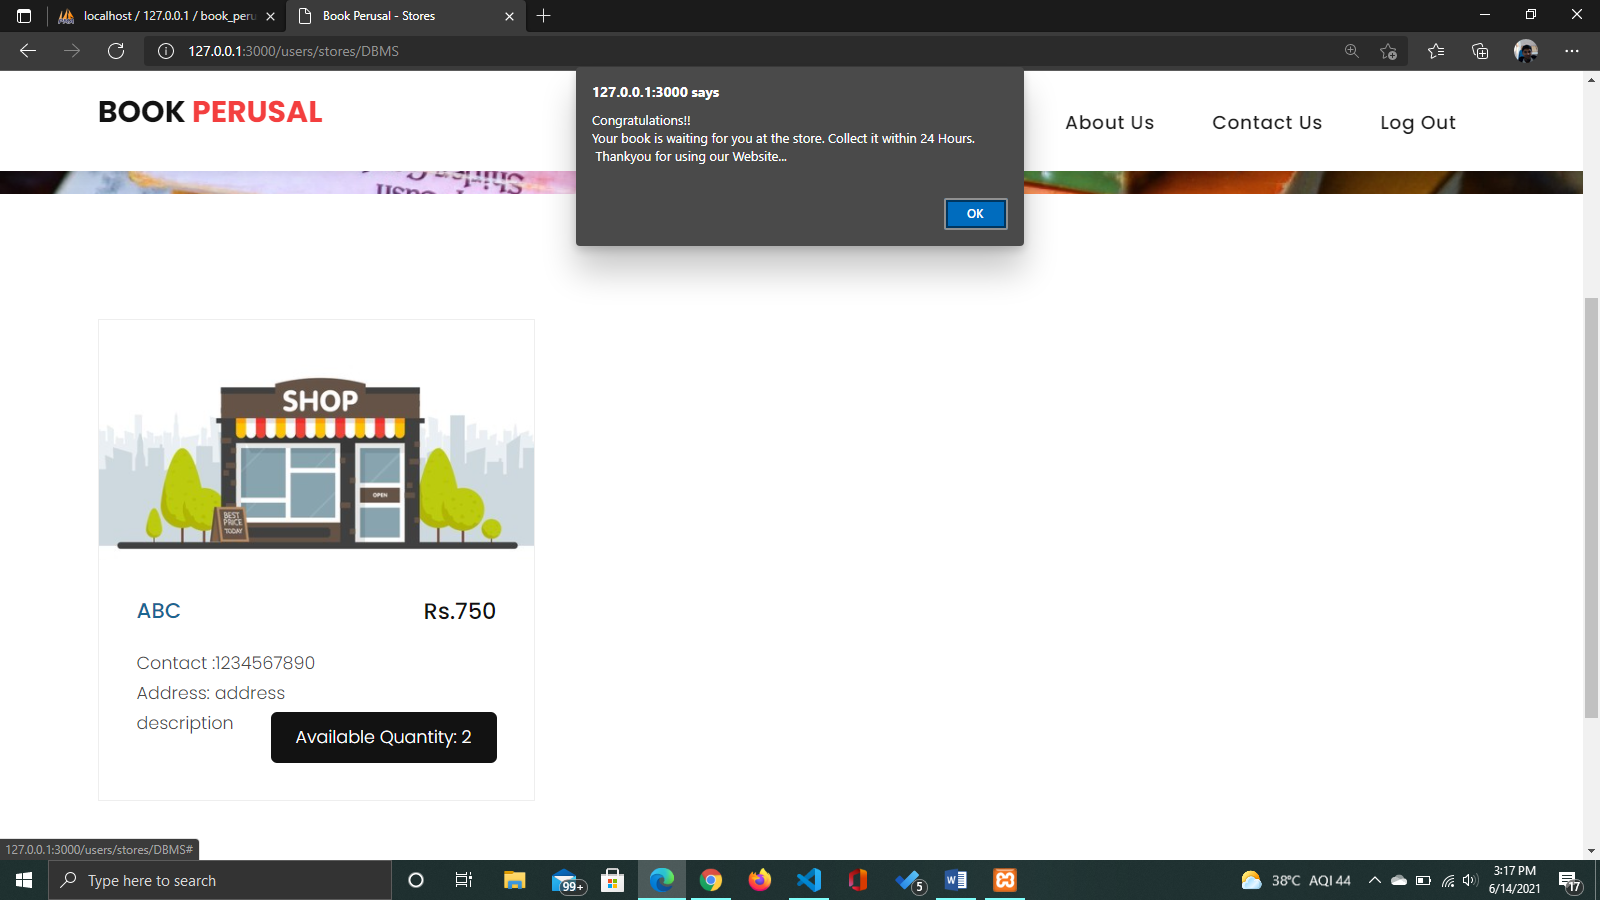 localhost / 127.0.0.1 / book_peru
Book Perusal - Stores
127.0.0.1:3000/users/stores/DBMS
BOOK PERUSAL
About Us
Contact Us
Log Out
127.0.0.1:3000 says
Congratulations!!
Your book is waiting for you at the store. Collect it within 24 Hours.
Thankyou for using our Website...
OK
SHOP
OPEN
BEST
PRICE
TODAY
ABC
Rs.750
Contact :1234567890
Address: address
description
Available Quantity: 2
127.0.0.1:3000/users/stores/DBMS#
Type here to search
99+
5
38°C AQI 44
3:17 PM
6/14/2021
17